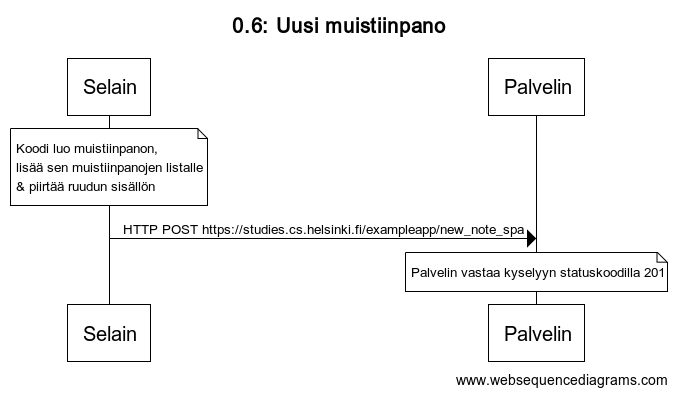 0.6: Uusi muistiinpano
Selain
Palvelin
Koodi luo muistiinpanon,
lisää sen muistiinpanojen listalle
& piirtää ruudun sisällön
HTTP POST https://studies.cs.helsinki.fi/exampleapp/new_note_spa
Palvelin vastaa kyselyyn statuskoodilla 201
Selain
Palvelin
www.websequencediagrams.com